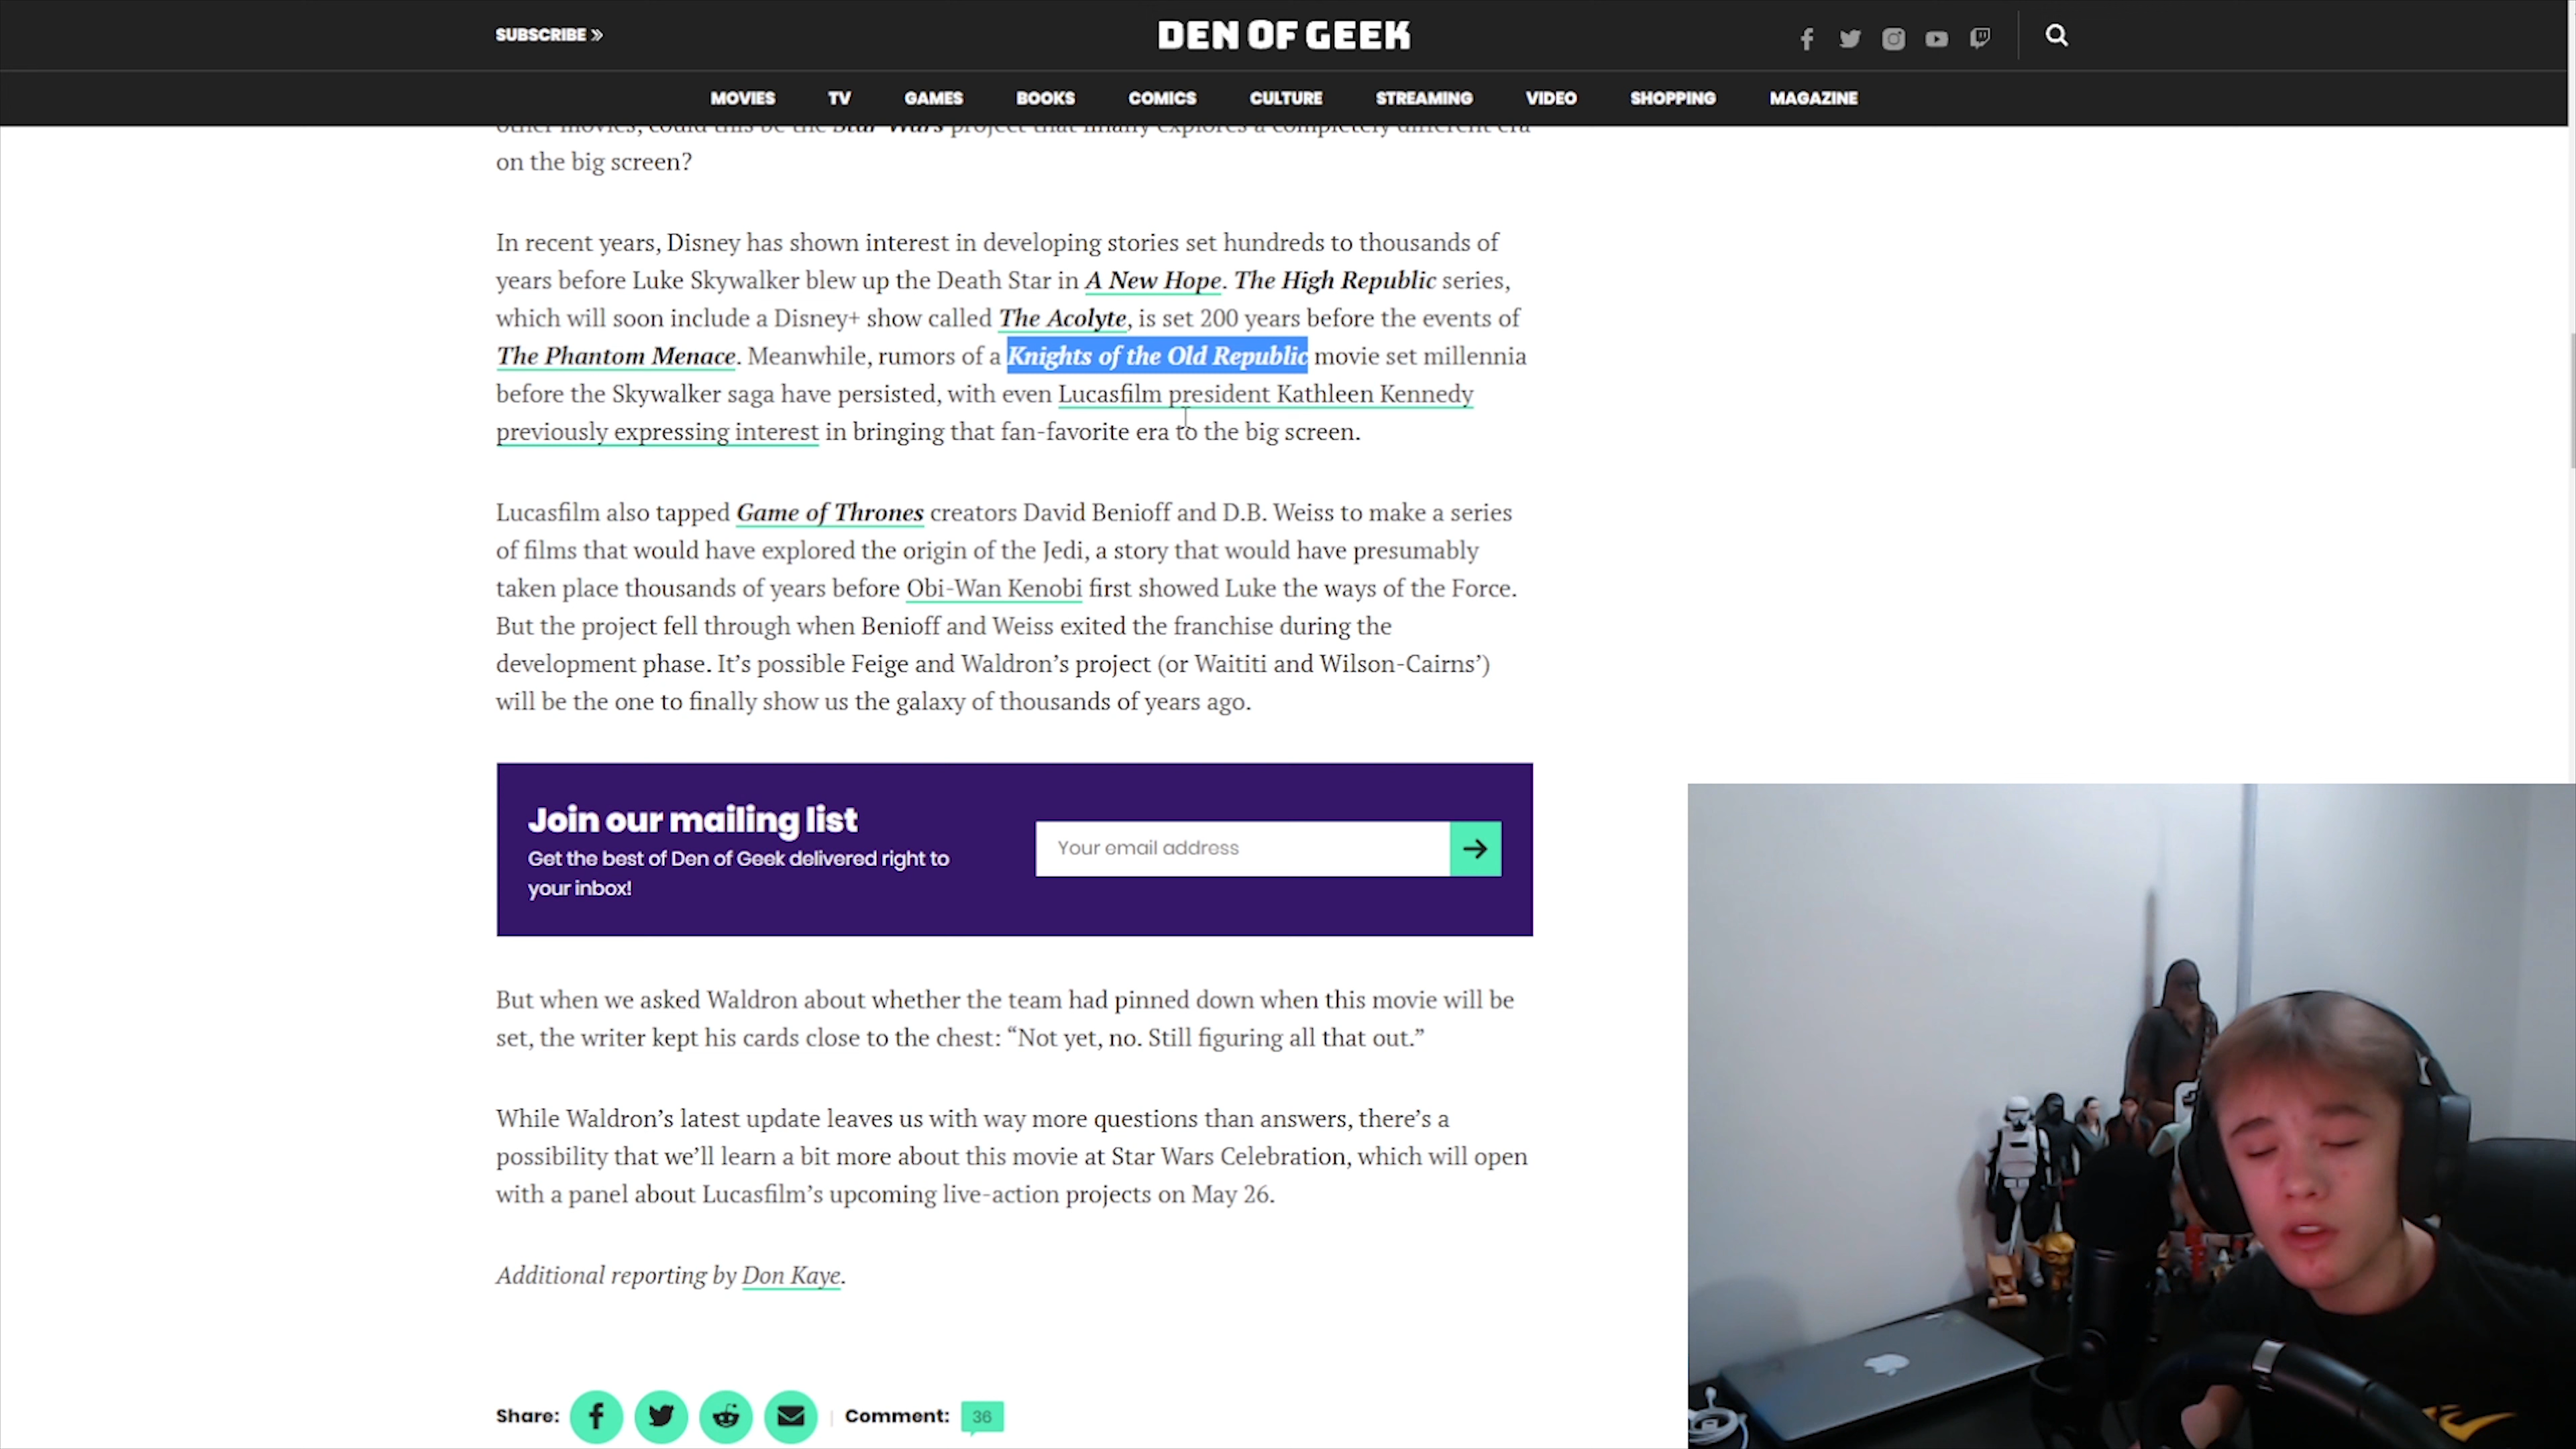 SUBSCRIBE »
DEN OF GEEK
MOVIES TV GAMES BOOKS COMICS CULTURE STREAMING VIDEO SHOPPING MAGAZINE
other movies, could this be the Star Wars project that finally explores a completely different era
on the big screen?
In recent years, Disney has shown interest in developing stories set hundreds to thousands of
years before Luke Skywalker blew up the Death Star in A New Hope. The High Republic series,
which will soon include a Disney+ show called The Acolyte, is set 200 years before the events of
The Phantom Menace. Meanwhile, rumors of a Knights of the Old Republic movie set millennia
before the Skywalker saga have persisted, with even Lucasfilm president Kathleen Kennedy
previously expressing interest in bringing that fan-favorite era to the big screen.
Lucasfilm also tapped Game of Thrones creators David Benioff and D.B. Weiss to make a series
of films that would have explored the origin of the Jedi, a story that would have presumably
taken place thousands of years before Obi-Wan Kenobi first showed Luke the ways of the Force.
But the project fell through when Benioff and Weiss exited the franchise during the
development phase. It’s possible Feige and Waldron’s project (or Waititi and Wilson-Cairns’)
will be the one to finally show us the galaxy of thousands of years ago.
Join our mailing list
Get the best of Den of Geek delivered right to
your inbox!
Your email address
But when we asked Waldron about whether the team had pinned down when this movie will be
set, the writer kept his cards close to the chest: “Not yet, no. Still figuring all that out.”
While Waldron’s latest update leaves us with way more questions than answers, there’s a
possibility that we’ll learn a bit more about this movie at Star Wars Celebration, which will open
with a panel about Lucasfilm’s upcoming live-action projects on May 26.
Additional reporting by Don Kaye.
Share: Comment: 36